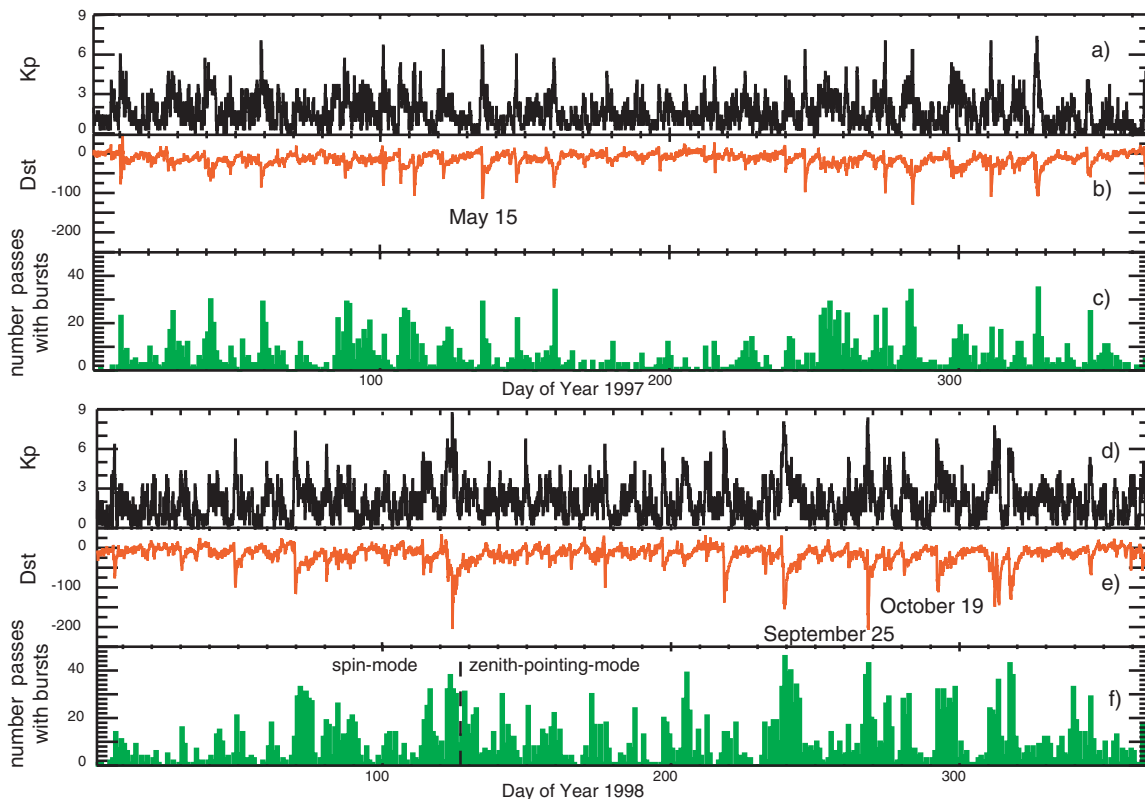 9
6
3
0
Kp
a)
0
-100
-200
Dst
b)
May 15
40
20
0
number passes
with bursts
c)
100
200
300
Day of Year 1997
9
6
3
0
Kp
d)
0
-100
-200
Dst
e)
October 19
September 25
40
20
0
number passes
with bursts
spin-mode
zenith-pointing-mode
f)
100
200
300
Day of Year 1998